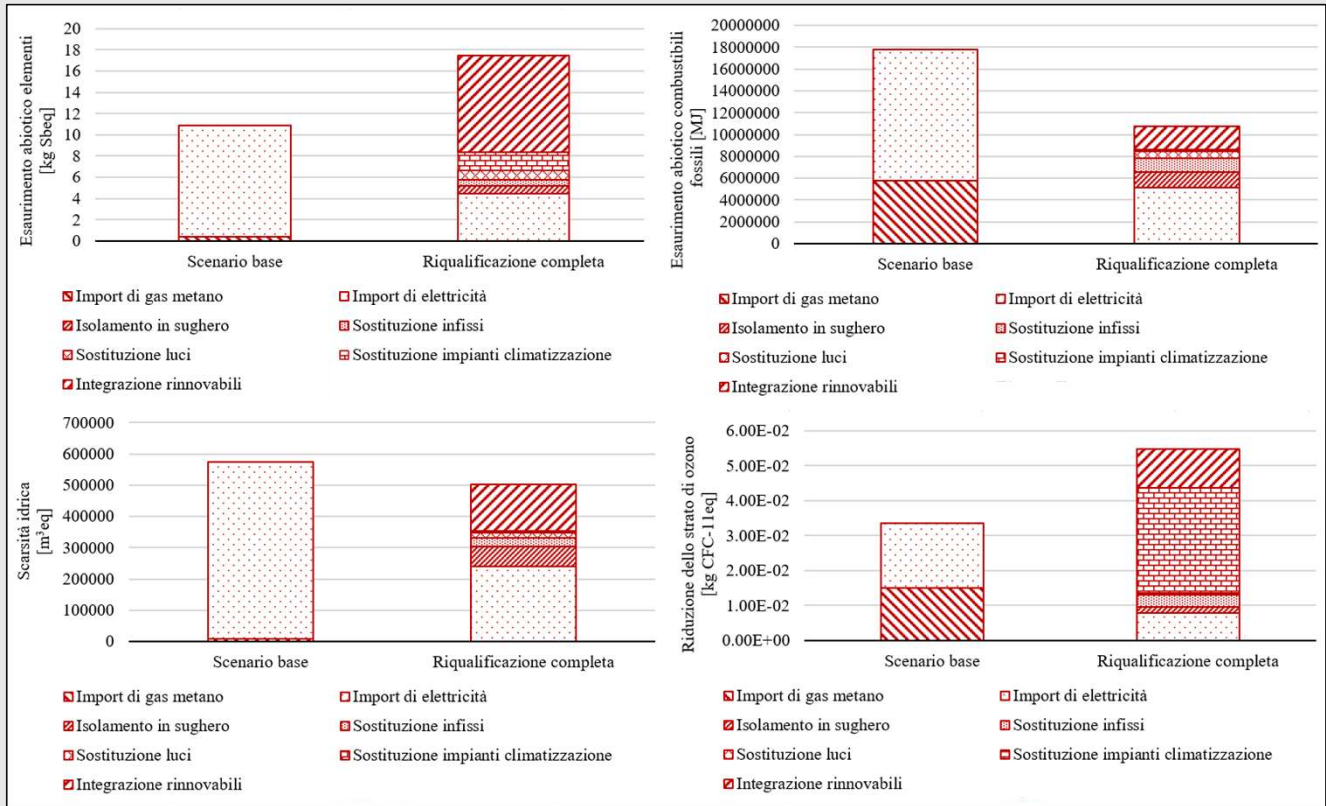 Esaurimento abiotico elementi
[kg Sbeq]
20
18
16
14
12
10
8
6
4
2
0
Scenario base
Riqualificazione completa
Import di gas metano
Import di elettricità
Isolamento in sughero
Sostituzione infissi
Sostituzione luci
Sostituzione impianti climatizzazione
Integrazione rinnovabili
Esaurimento abiotico combustibili
fossili [MJ]
20000000
18000000
16000000
14000000
12000000
10000000
8000000
6000000
4000000
2000000
0
Scenario base
Riqualificazione completa
Import di gas metano
Import di elettricità
Isolamento in sughero
Sostituzione infissi
Sostituzione luci
Sostituzione impianti climatizzazione
Integrazione rinnovabili
Scarsità idrica
[m³eq]
700000
600000
500000
400000
300000
200000
100000
0
Scenario base
Riqualificazione completa
Import di gas metano
Import di elettricità
Isolamento in sughero
Sostituzione infissi
Sostituzione luci
Sostituzione impianti climatizzazione
Integrazione rinnovabili
Riduzione dello strato di ozono
[kg CFC-11eq]
6.00E-02
5.00E-02
4.00E-02
3.00E-02
2.00E-02
1.00E-02
0.00E+00
Scenario base
Riqualificazione completa
Import di gas metano
Import di elettricità
Isolamento in sughero
Sostituzione infissi
Sostituzione luci
Sostituzione impianti climatizzazione
Integrazione rinnovabili